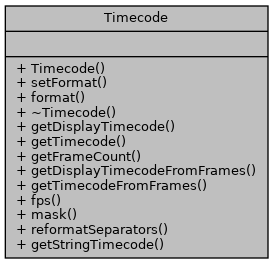 Timecode
+ Timecode()
+ setFormat()
+ format()
+ ~Timecode()
+ getDisplayTimecode()
+ getTimecode()
+ getFrameCount()
+ getDisplayTimecodeFromFrames()
+ getTimecodeFromFrames()
+ fps()
+ mask()
+ reformatSeparators()
+ getStringTimecode()